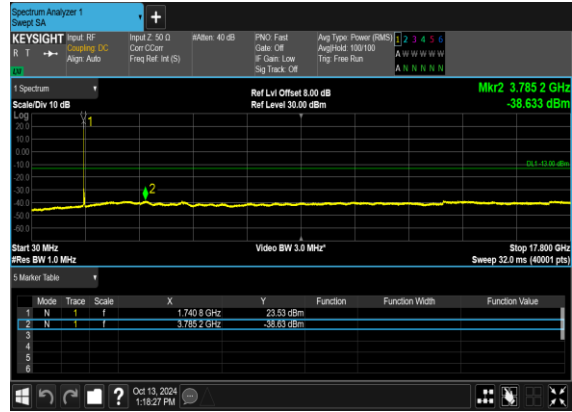 Spectrum Analyzer 1
Swept SA
KEYSIGHT
R T
Input: RF
Coupling: DC
Align: Auto
Input Z: 50 Ω
Corr CCorr
Freq Ref: Int (S)
#Atten: 40 dB
PNO: Fast
Gate: Off
IF Gain: Low
Sig Track: Off
Avg Type: Power (RMS)
Avg|Hold: 100/100
Trig: Free Run
1 2 3 4 5 6
A W W W W W
A N N N N N
1 Spectrum
Scale/Div 10 dB
Ref Lvl Offset 8.00 dB
Ref Level 30.00 dBm
Mkr2 3.785 2 GHz
-38.633 dBm
Log
20.0
10.0
0.00
-10.0
-20.0
-30.0
-40.0
-50.0
-60.0
1
2
DL1 -13.00 dBm
Start 30 MHz
#Res BW 1.0 MHz
Video BW 3.0 MHz*
Stop 17.800 GHz
Sweep 32.0 ms (40001 pts)
5 Marker Table
Mode Trace Scale X Y Function Function Width Function Value
1 N 1 f 1.740 8 GHz 23.53 dBm
2 N 1 f 3.785 2 GHz -38.63 dBm
3
4
5
6
Oct 13, 2024
1:18:27 PM